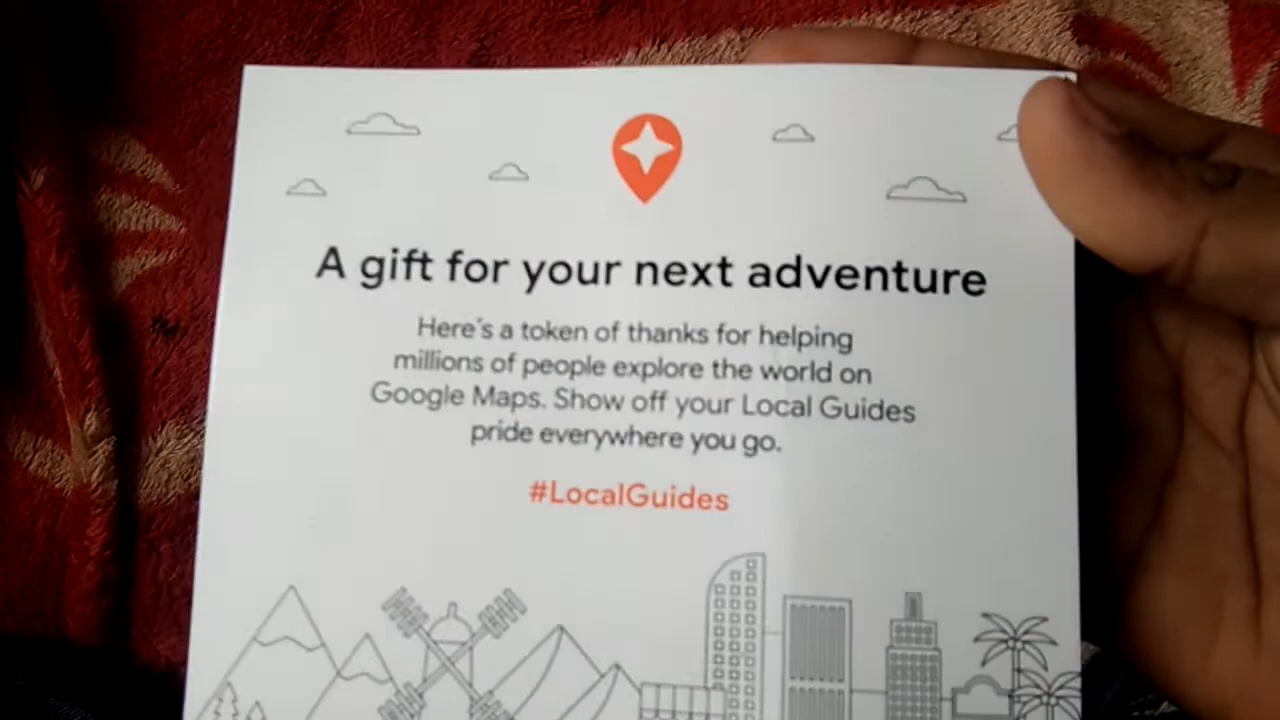 A gift for your next adventure
Here's a token of thanks for helping
millions of people explore the world on
Google Maps. Show off your Local Guides
pride everywhere you go.
#LocalGuides